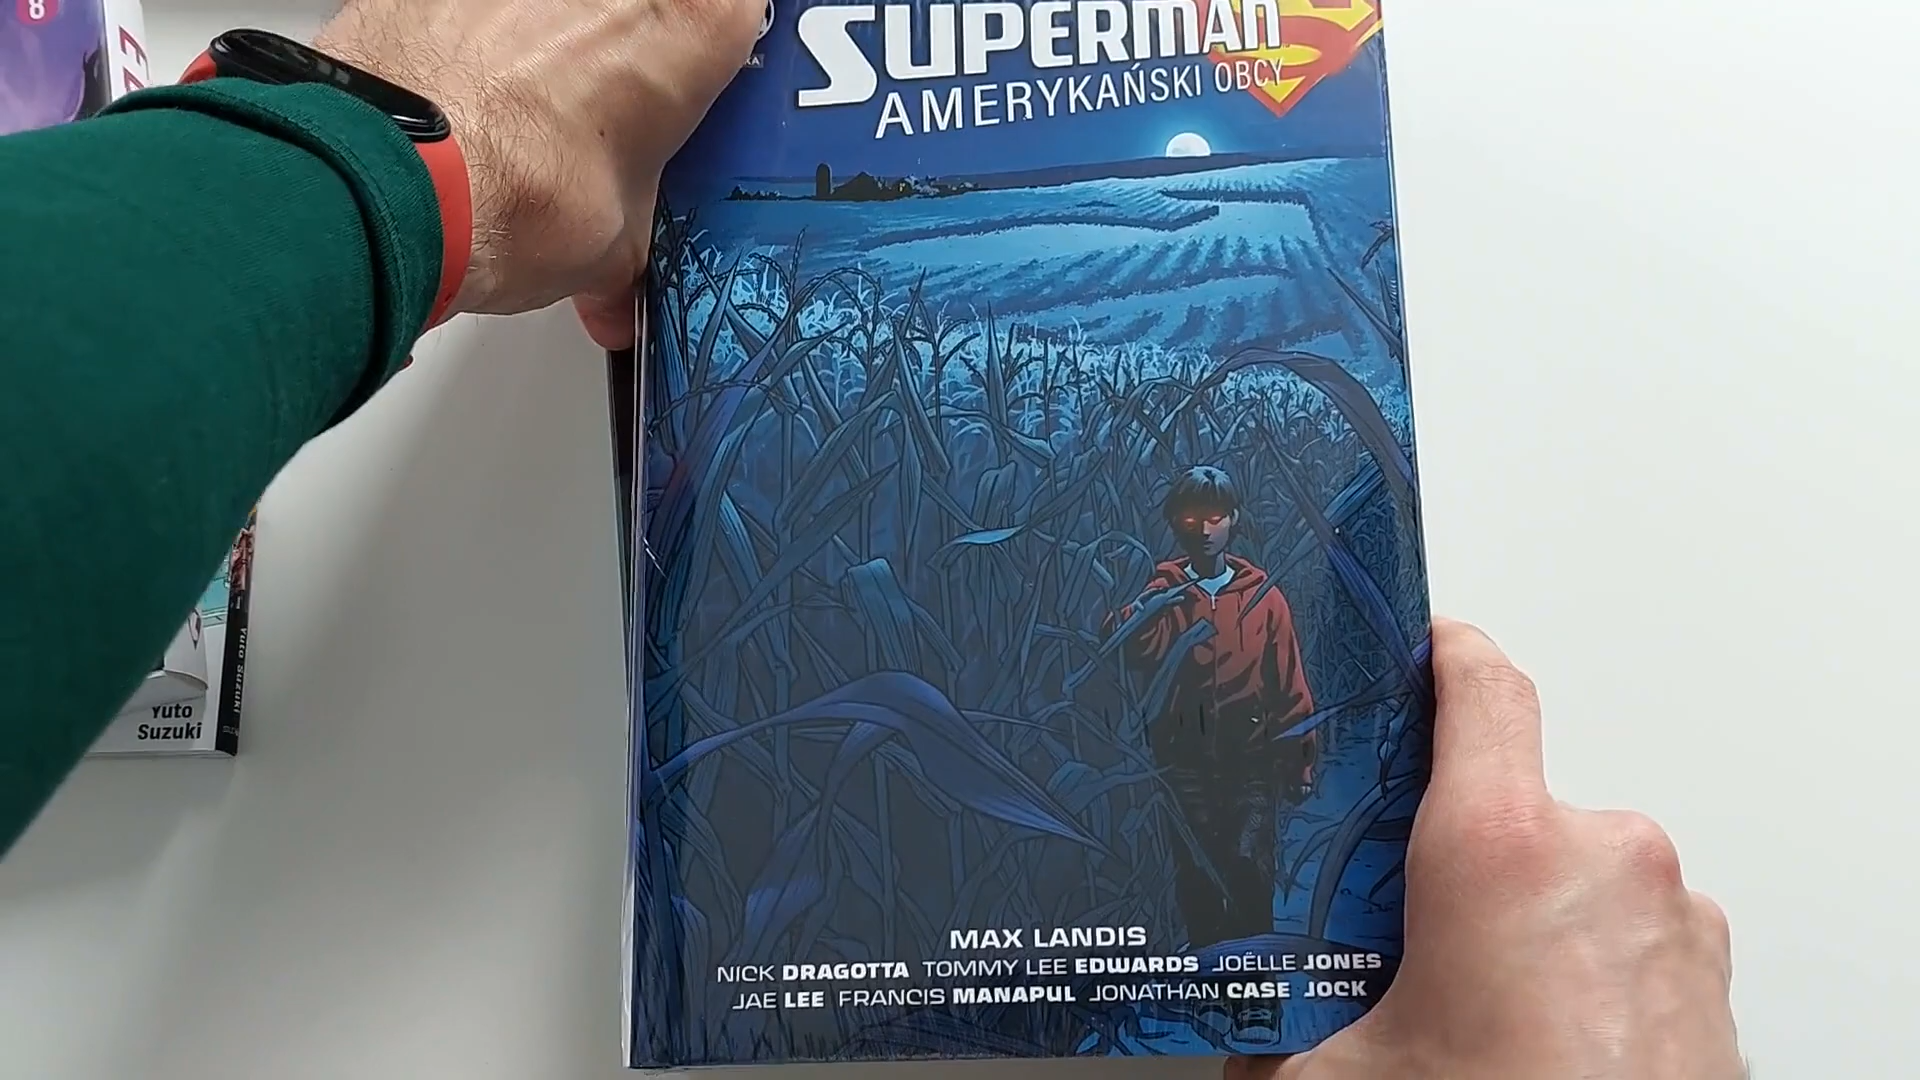 8
SUPERMAN
AMERYKAŃSKI OBCY
Yuto
Suzuki
Yuto Suzuki
MAX LANDIS
NICK DRAGOTTA TOMMY LEE EDWARDS JOËLLE JONES
JAE LEE FRANCIS MANAPUL JONATHAN CASE JOCK